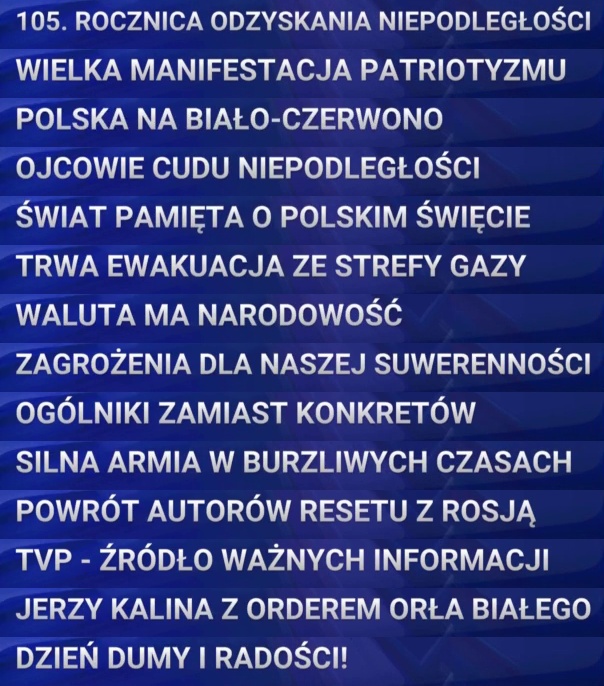 105. ROCZNICA ODZYSKANIA NIEPODLEGŁOŚCI
WIELKA MANIFESTACJA PATRIOTYZMU
POLSKA NA BIAŁO-CZERWONO
OJCOWIE CUDU NIEPODLEGŁOŚCI
ŚWIAT PAMIĘTA O POLSKIM ŚWIĘCIE
TRWA EWAKUACJA ZE STREFY GAZY
WALUTA MA NARODOWOŚĆ
ZAGROŻENIA DLA NASZEJ SUWERENNOŚCI
OGÓLNIKI ZAMIAST KONKRETÓW
SILNA ARMIA W BURZLIWYCH CZASACH
POWRÓT AUTORÓW RESETU Z ROSJĄ
TVP - ŹRÓDŁO WAŻNYCH INFORMACJI
JERZY KALINA Z ORDEREM ORŁA BIAŁEGO
DZIEŃ DUMY I RADOŚCI!